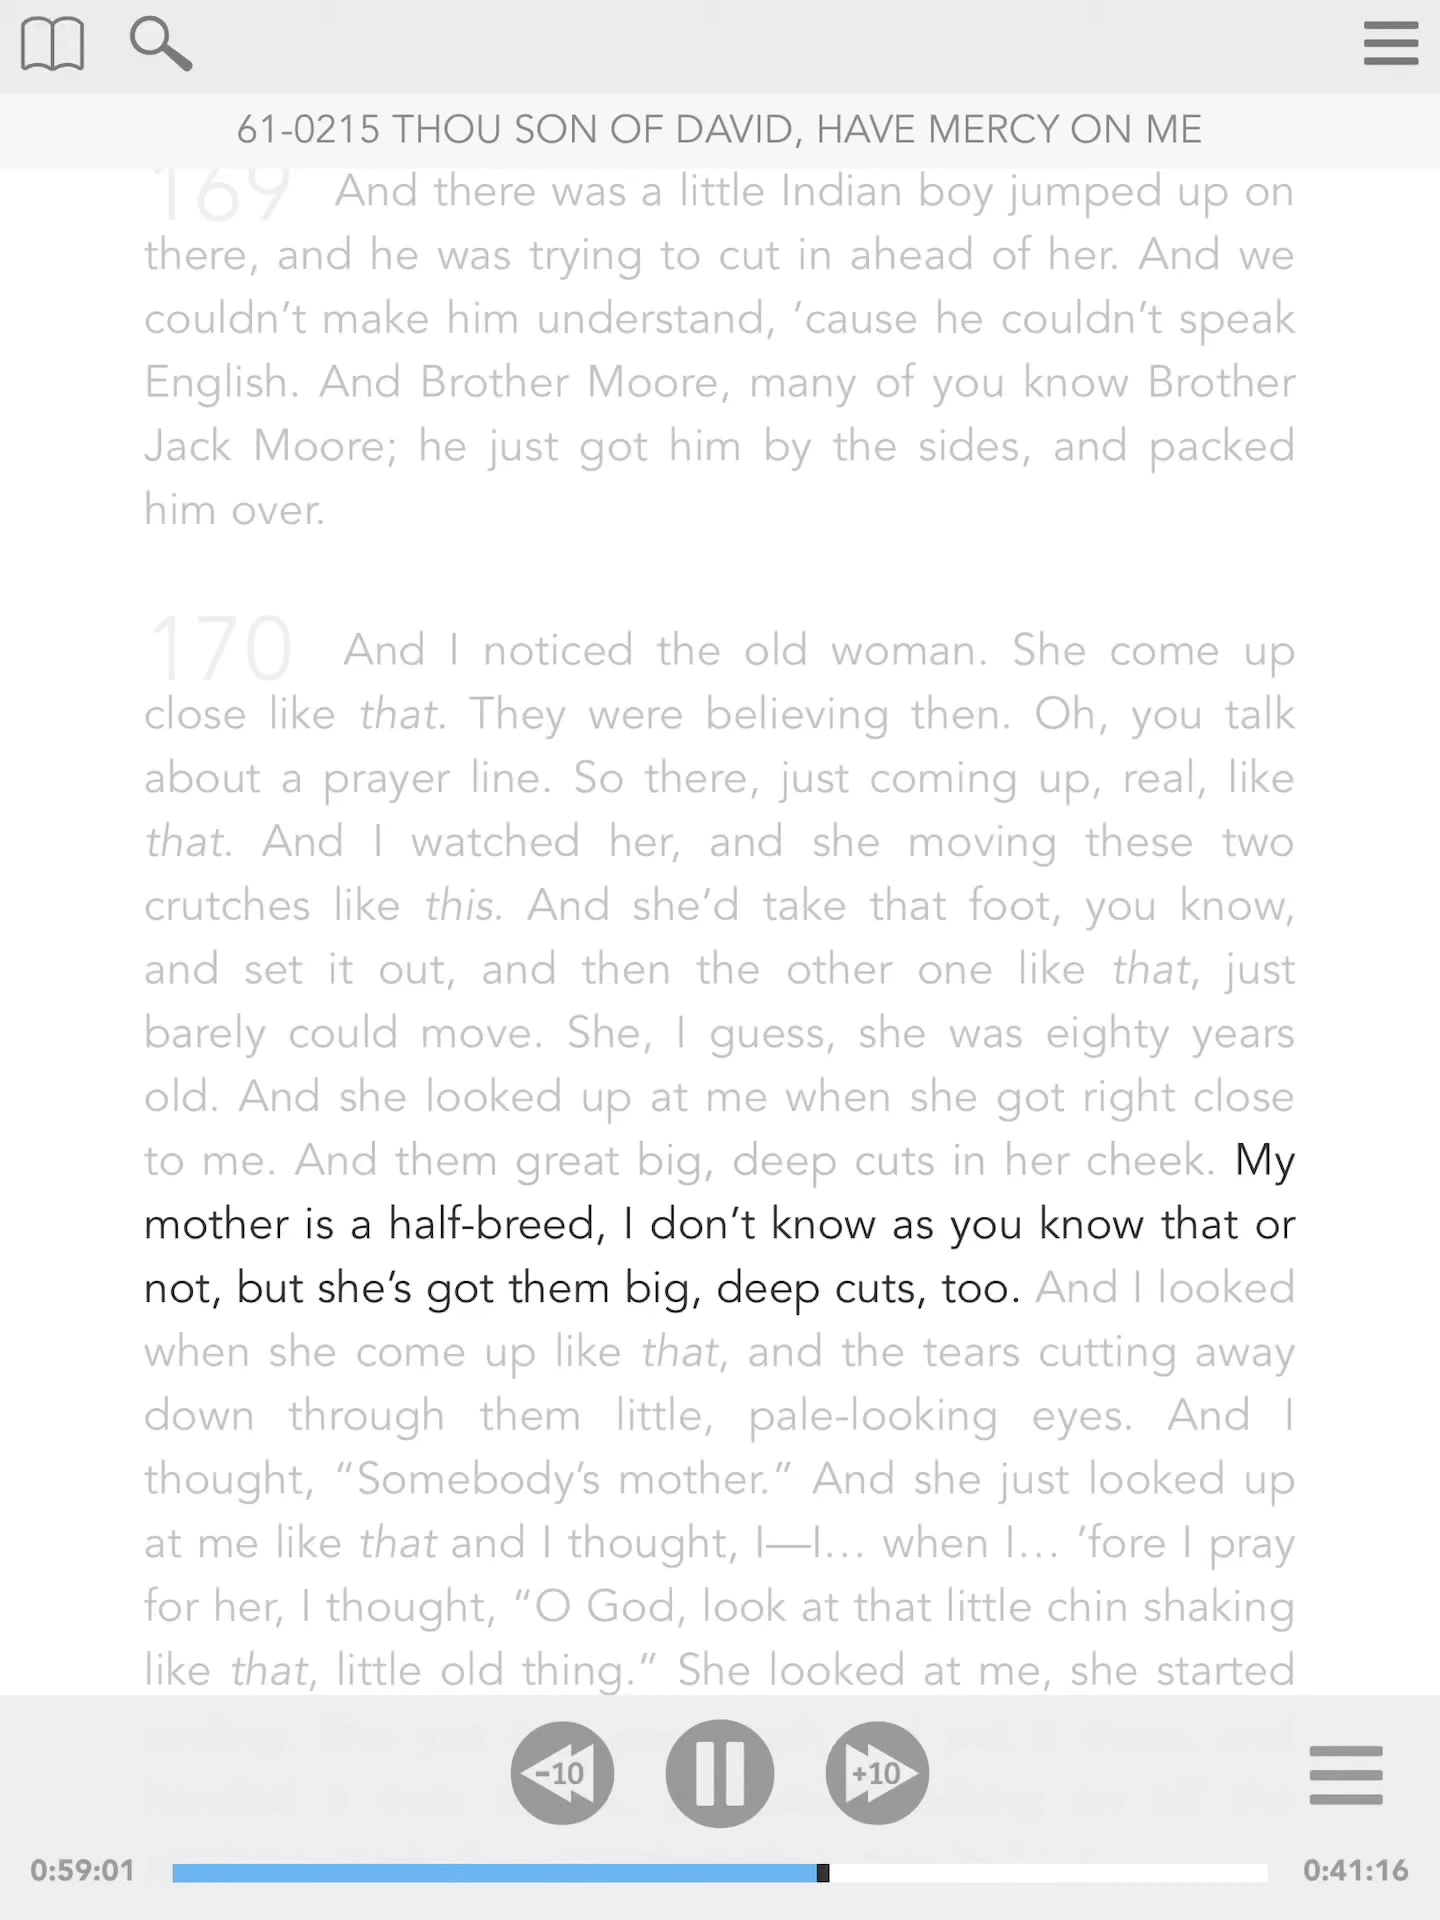 61-0215 THOU SON OF DAVID, HAVE MERCY ON ME
169 And there was a little Indian boy jumped up on
there, and he was trying to cut in ahead of her. And we
couldn’t make him understand, ’cause he couldn’t speak
English. And Brother Moore, many of you know Brother
Jack Moore; he just got him by the sides, and packed
him over.
170 And I noticed the old woman. She come up
close like that. They were believing then. Oh, you talk
about a prayer line. So there, just coming up, real, like
that. And I watched her, and she moving these two
crutches like this. And she’d take that foot, you know,
and set it out, and then the other one like that, just
barely could move. She, I guess, she was eighty years
old. And she looked up at me when she got right close
to me. And them great big, deep cuts in her cheek. My
mother is a half-breed, I don’t know as you know that or
not, but she’s got them big, deep cuts, too. And I looked
when she come up like that, and the tears cutting away
down through them little, pale-looking eyes. And I
thought, “Somebody’s mother.” And she just looked up
at me like that and I thought, I—I… when I… ’fore I pray
for her, I thought, “O God, look at that little chin shaking
like that, little old thing.” She looked at me, she started
-10 +10
0:59:01 0:41:16